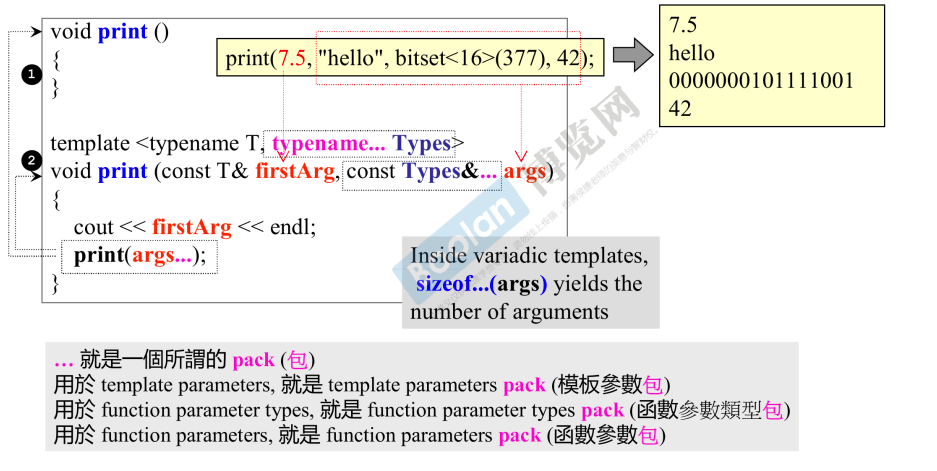 void print ()
{
}
❶
print(7.5, "hello", bitset<16>(377), 42);
7.5
hello
0000000101111001
42
template <typename T, typename... Types>
❷
void print (const T& firstArg, const Types&... args)
{
cout << firstArg << endl;
print(args...);
}
Inside variadic templates,
sizeof...(args) yields the
number of arguments
Boolan
博览网
… 就是一個所謂的 pack (包)
用於 template parameters, 就是 template parameters pack (模板參數包)
用於 function parameter types, 就是 function parameter types pack (函數參數類型包)
用於 function parameters, 就是 function parameters pack (函數參數包)